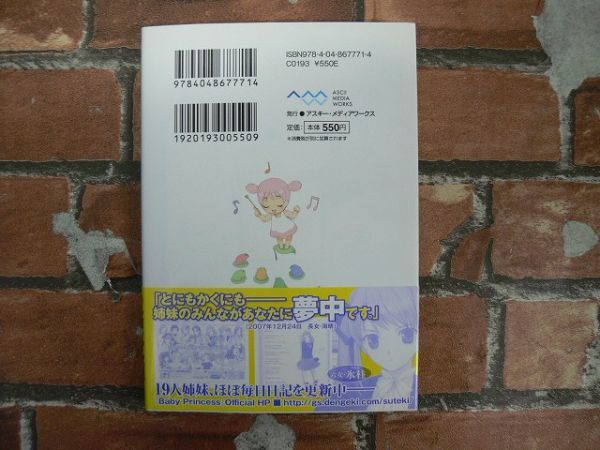 ISBN978-4-04-867771-4
C0193 ¥550E
9784048677714
ASCII
MEDIA
WORKS
発行●アスキー・メディアワークス
定価：本体550円
※消費税が別に加算されます
1920193005509
「とにもかくにも――
姉妹のみんながあなたに夢中です。」
(2007年12月24日 長女・海晴)
六女・氷柱
19人姉妹、ほぼ毎日日記を更新中――
Baby Princess Official HP ■ http://gs.dengeki.com/suteki